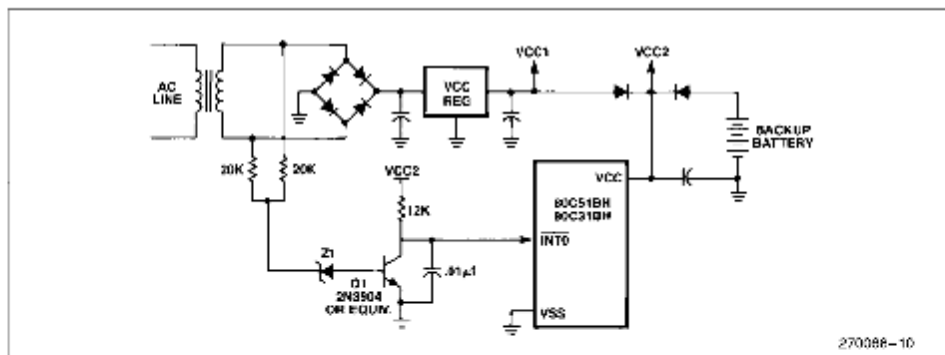 VCC1
VCC2
AC
LINE
VCC
REG
BACKUP
BATTERY
20K
20K
VCC2
VCC
12K
80C51BH
80C31BH
INT0
Z1
.01µf
Q1
2N3904
OR EQUIV.
VSS
270068-10